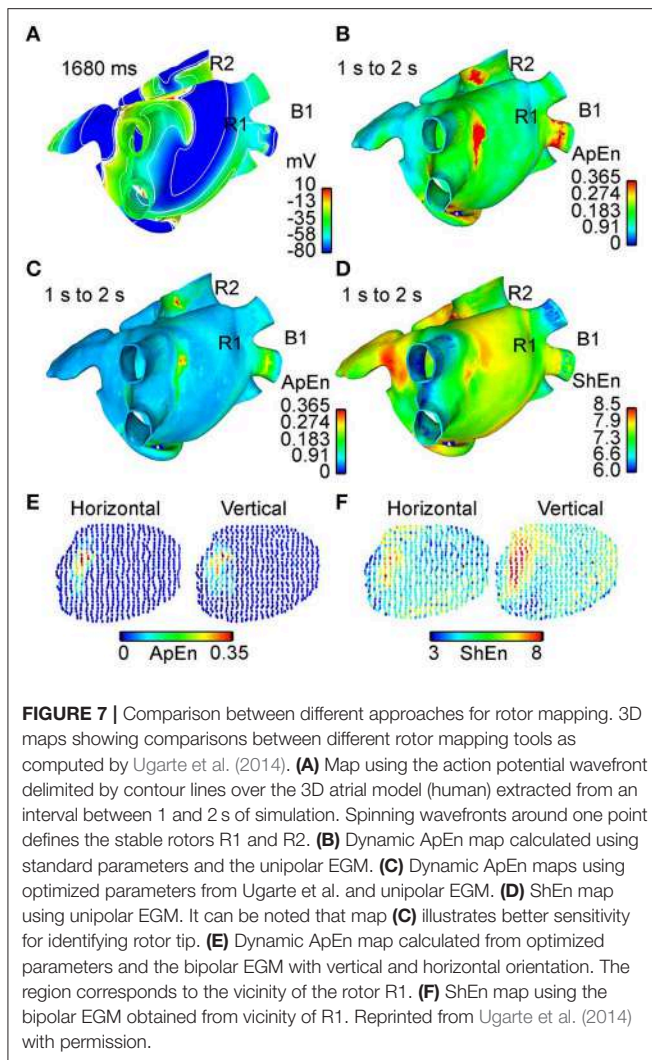 A
1680 ms
R2
R1
B1
mV
10
-13
-35
-58
-80
B
1 s to 2 s
R2
R1
B1
ApEn
0.365
0.274
0.183
0.91
0
C
1 s to 2 s
R2
R1
B1
ApEn
0.365
0.274
0.183
0.91
0
D
1 s to 2 s
R2
R1
B1
ShEn
8.5
7.9
7.3
6.6
6.0
E
Horizontal Vertical
0 ApEn 0.35
F
Horizontal Vertical
3 ShEn 8
FIGURE 7 | Comparison between different approaches for rotor mapping. 3D
maps showing comparisons between different rotor mapping tools as
computed by Ugarte et al. (2014). (A) Map using the action potential wavefront
delimited by contour lines over the 3D atrial model (human) extracted from an
interval between 1 and 2 s of simulation. Spinning wavefronts around one point
defines the stable rotors R1 and R2. (B) Dynamic ApEn map calculated using
standard parameters and the unipolar EGM. (C) Dynamic ApEn maps using
optimized parameters from Ugarte et al. and unipolar EGM. (D) ShEn map
using unipolar EGM. It can be noted that map (C) illustrates better sensitivity
for identifying rotor tip. (E) Dynamic ApEn map calculated from optimized
parameters and the bipolar EGM with vertical and horizontal orientation. The
region corresponds to the vicinity of the rotor R1. (F) ShEn map using the
bipolar EGM obtained from vicinity of R1. Reprinted from Ugarte et al. (2014)
with permission.